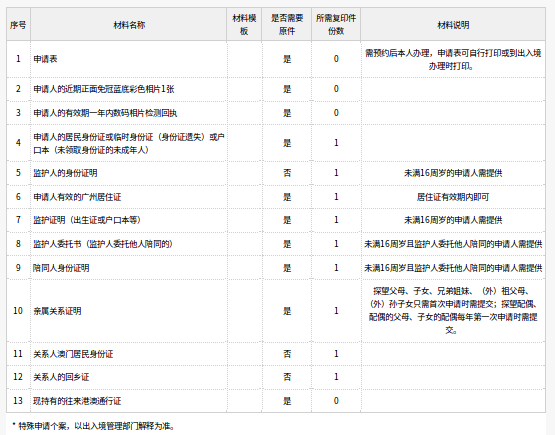 序号 材料名称 材料模板 是否需要原件 所需复印件份数 材料说明
1 申请表 是 0 需预约后本人办理，申请表可自行打印或到出入境
办理时打印。
2 申请人的近期正面免冠蓝底彩色相片1张 是 0
3 申请人的有效期一年内数码相片检测回执 是 0
4 申请人的居民身份证或临时身份证（身份证遗失）或户
口本（未领取身份证的未成年人） 是 1
5 监护人的身份证明 否 1 未满16周岁的申请人需提供
6 申请人有效的广州居住证 是 1 居住证有效期内即可
7 监护证明（出生证或户口本等） 是 1 未满16周岁的申请人需提供
8 监护人委托书（监护人委托他人陪同的） 是 1 未满16周岁且监护人委托他人陪同的申请人需提供
9 陪同人身份证明 是 1 未满16周岁且监护人委托他人陪同的申请人需提供
10 亲属关系证明 是 1 探望父母、子女、兄弟姐妹、（外）祖父母、
（外）孙子女只需首次申请时需提交；探望配偶、
配偶的父母、子女的配偶每年第一次申请时需提
交。
11 关系人澳门居民身份证 否 1
12 关系人的回乡证 否 1
13 现持有的往来港澳通行证 是 0
* 特殊申请个案，以出入境管理部门解释为准。